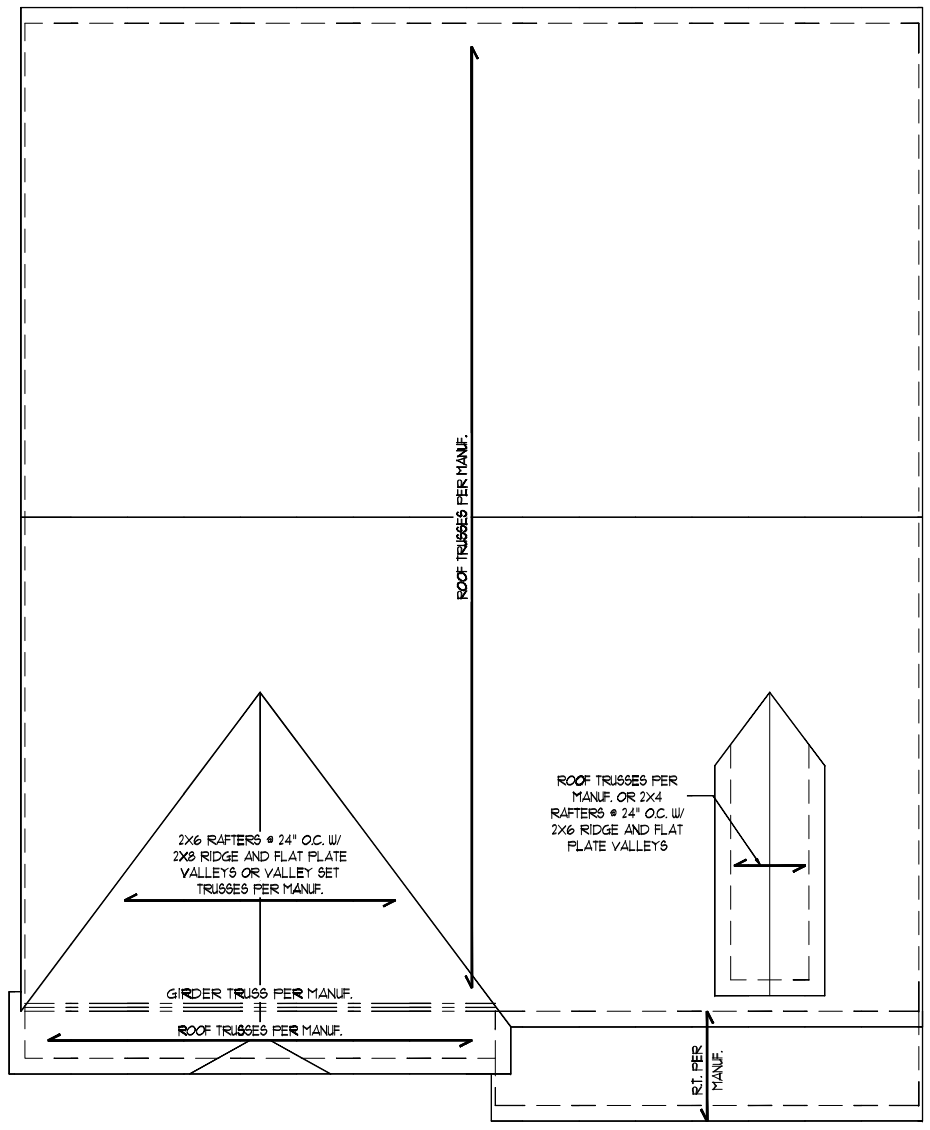 ROOF TRUSSES PER MANUF.
ROOF TRUSSES PER
MANUF. OR 2X4
RAFTERS @ 24" O.C. W/
2X6 RIDGE AND FLAT
PLATE VALLEYS
2X6 RAFTERS @ 24" O.C. W/
2X8 RIDGE AND FLAT PLATE
VALLEYS OR VALLEY SET
TRUSSES PER MANUF.
GIRDER TRUSS PER MANUF.
ROOF TRUSSES PER MANUF.
R.T. PER
MANUF.